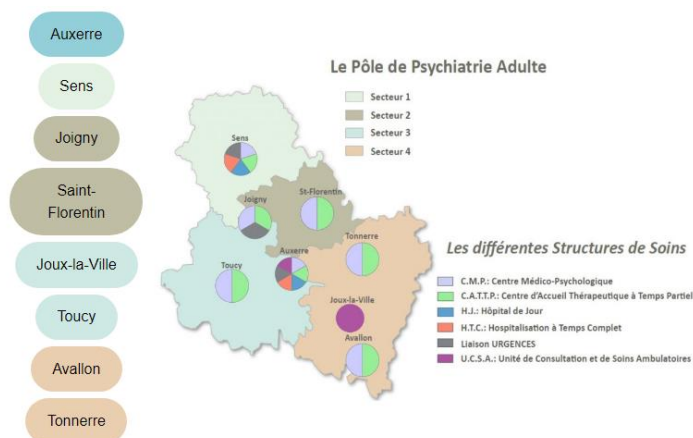 Auxerre
Sens
Joigny
Saint-
Florentin
Joux-la-Ville
Toucy
Avallon
Tonnerre
Le Pôle de Psychiatrie Adulte
Secteur 1
Secteur 2
Secteur 3
Secteur 4
Sens
Joigny
St-Florentin
Auxerre
Tonnerre
Toucy
Joux-la-Ville
Avallon
Les différentes Structures de Soins
C.M.P.: Centre Médico-Psychologique
C.A.T.T.P.: Centre d'Accueil Thérapeutique à Temps Partiel
H.J.: Hôpital de Jour
H.T.C.: Hospitalisation à Temps Complet
Liaison URGENCES
U.C.S.A.: Unité de Consultation et de Soins Ambulatoires